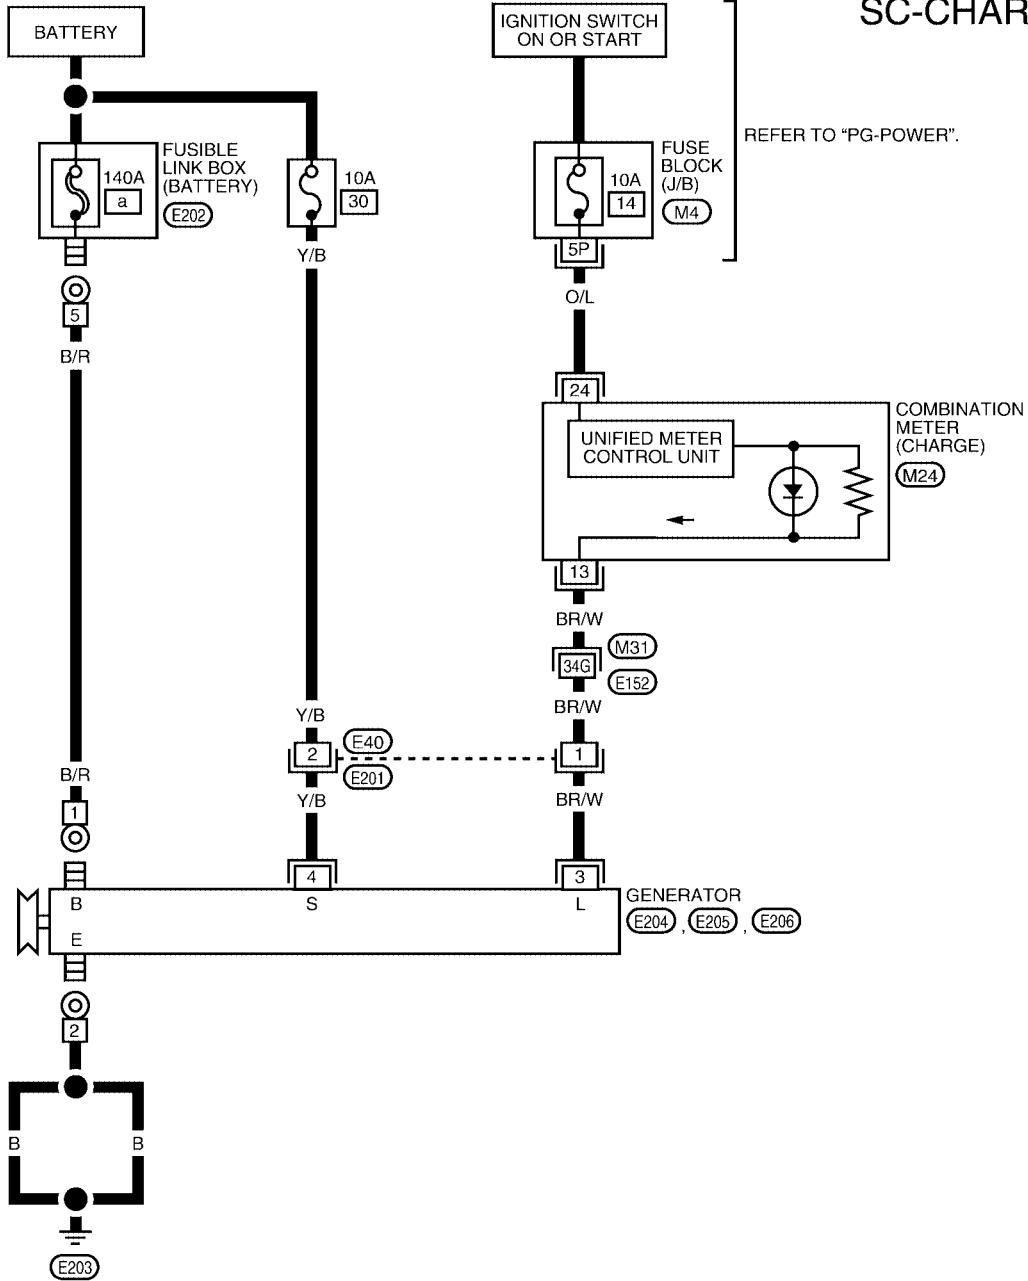 SC-CHAR
BATTERY
IGNITION SWITCH
ON OR START
REFER TO “PG-POWER”.
FUSIBLE
LINK BOX
(BATTERY)
E202
140A
a
10A
30
FUSE
BLOCK
(J/B)
M4
10A
14
5P
Y/B
O/L
5
B/R
24
COMBINATION
METER
(CHARGE)
M24
UNIFIED METER
CONTROL UNIT
13
BR/W
M31
34G
E152
BR/W
Y/B
2
E40
E201
1
B/R
Y/B
BR/W
1
4
3
B
S
L
E
GENERATOR
E204 , E205 , E206
2
B
B
E203